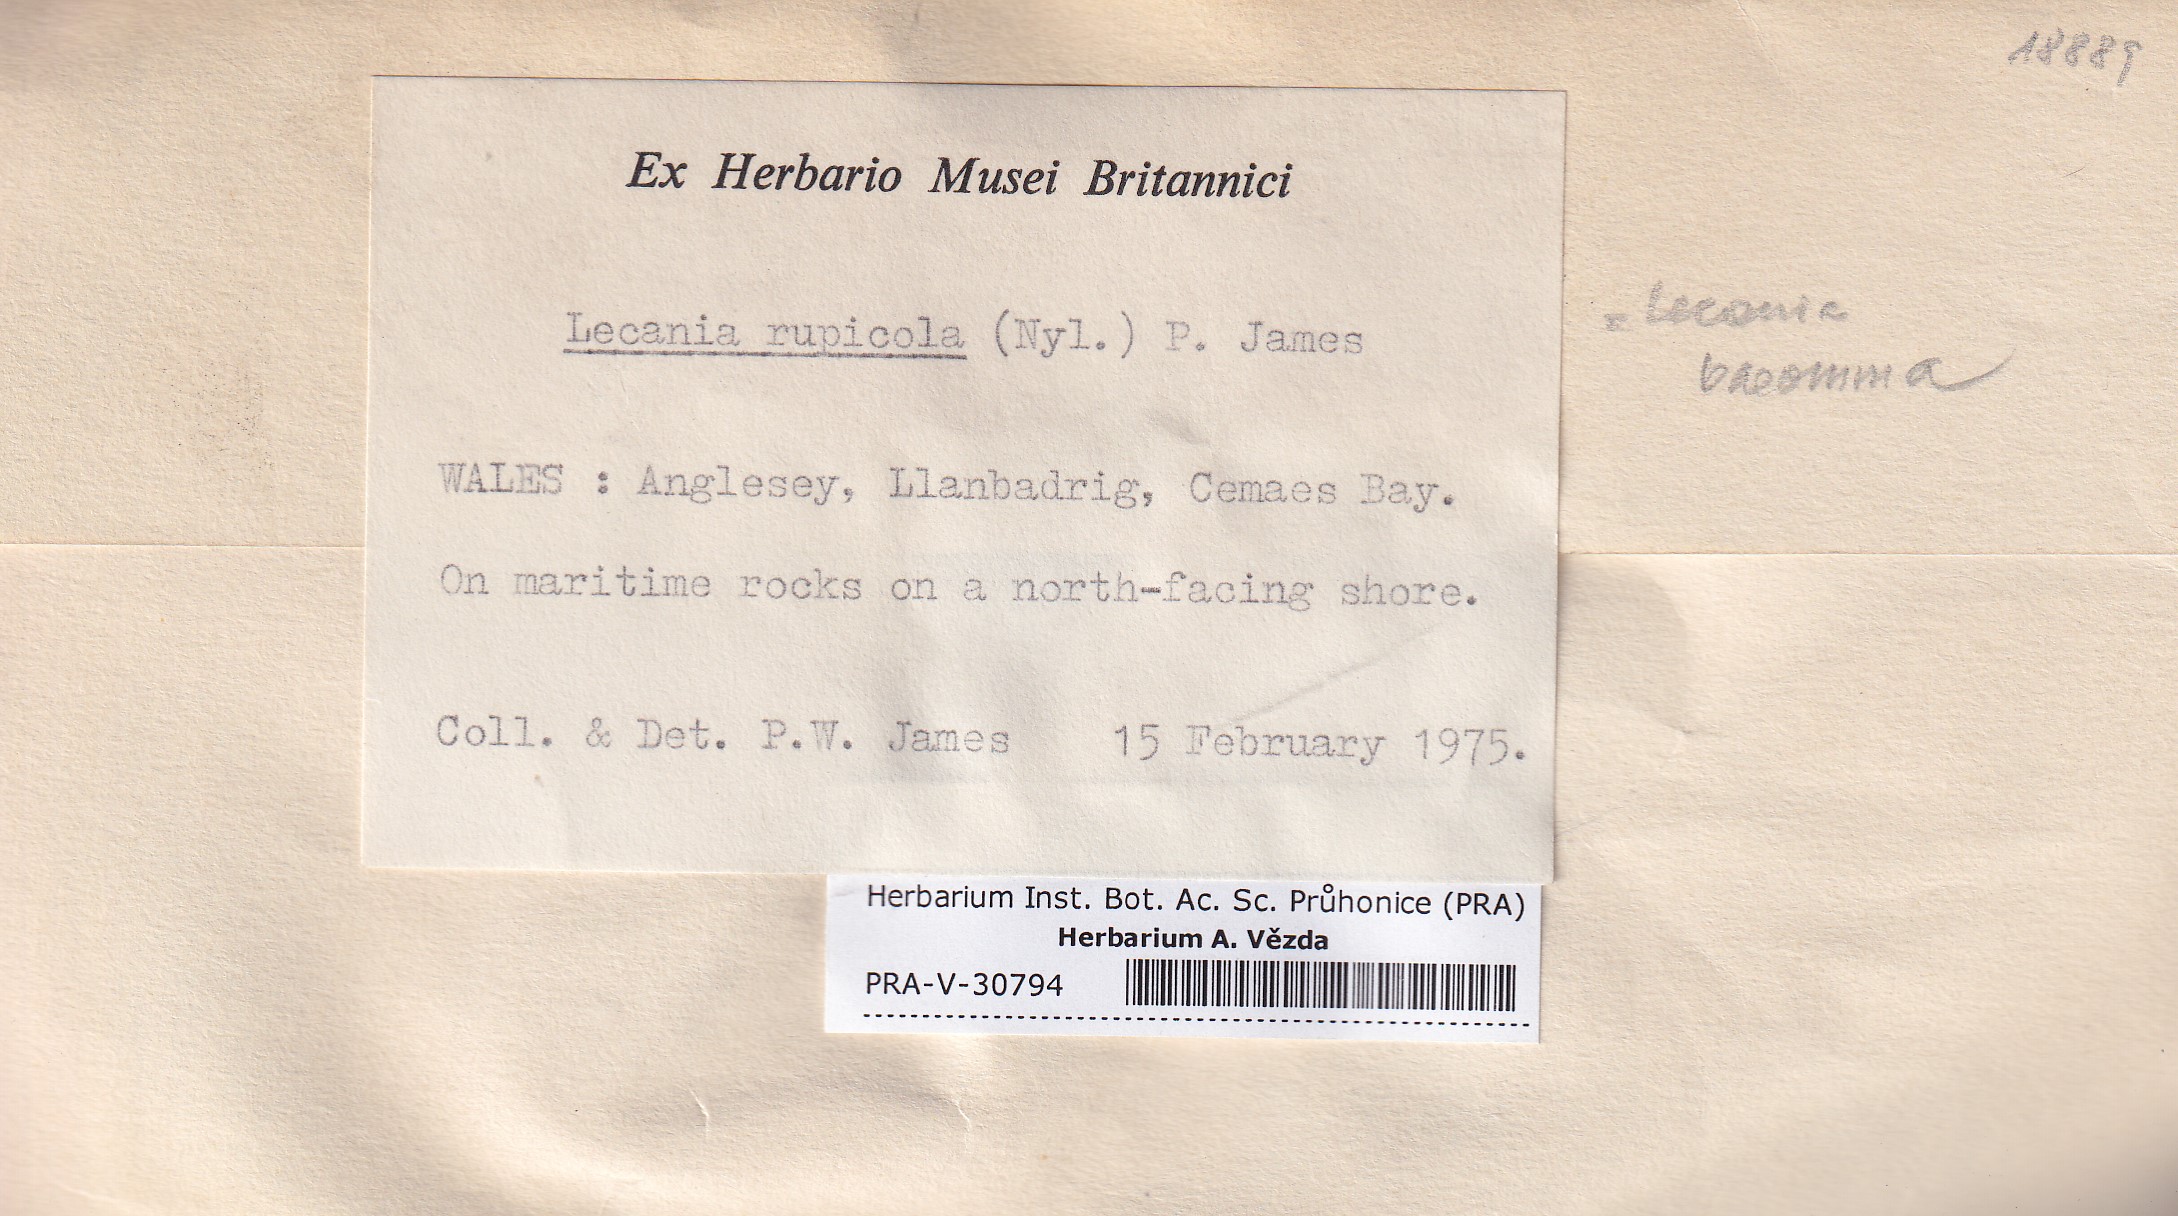 18889
Ex Herbario Musei Britannici
Lecania rupicola (Nyl.) P. James
= Lecania
baeomma
WALES : Anglesey, Llanbadrig, Cemaes Bay.
On maritime rocks on a north-facing shore.
Coll. & Det. P.W. James 15 February 1975.
Herbarium Inst. Bot. Ac. Sc. Průhonice (PRA)
Herbarium A. Vězda
PRA-V-30794